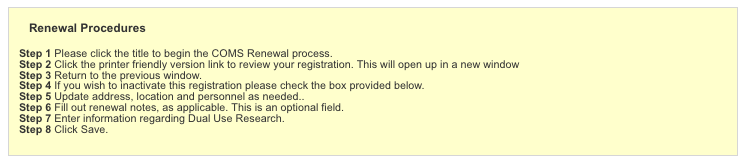 Renewal Procedures
Step 1 Please click the title to begin the COMS Renewal process.
Step 2 Click the printer friendly version link to review your registration. This will open up in a new window
Step 3 Return to the previous window.
Step 4 If you wish to inactivate this registration please check the box provided below.
Step 5 Update address, location and personnel as needed..
Step 6 Fill out renewal notes, as applicable. This is an optional field.
Step 7 Enter information regarding Dual Use Research.
Step 8 Click Save.